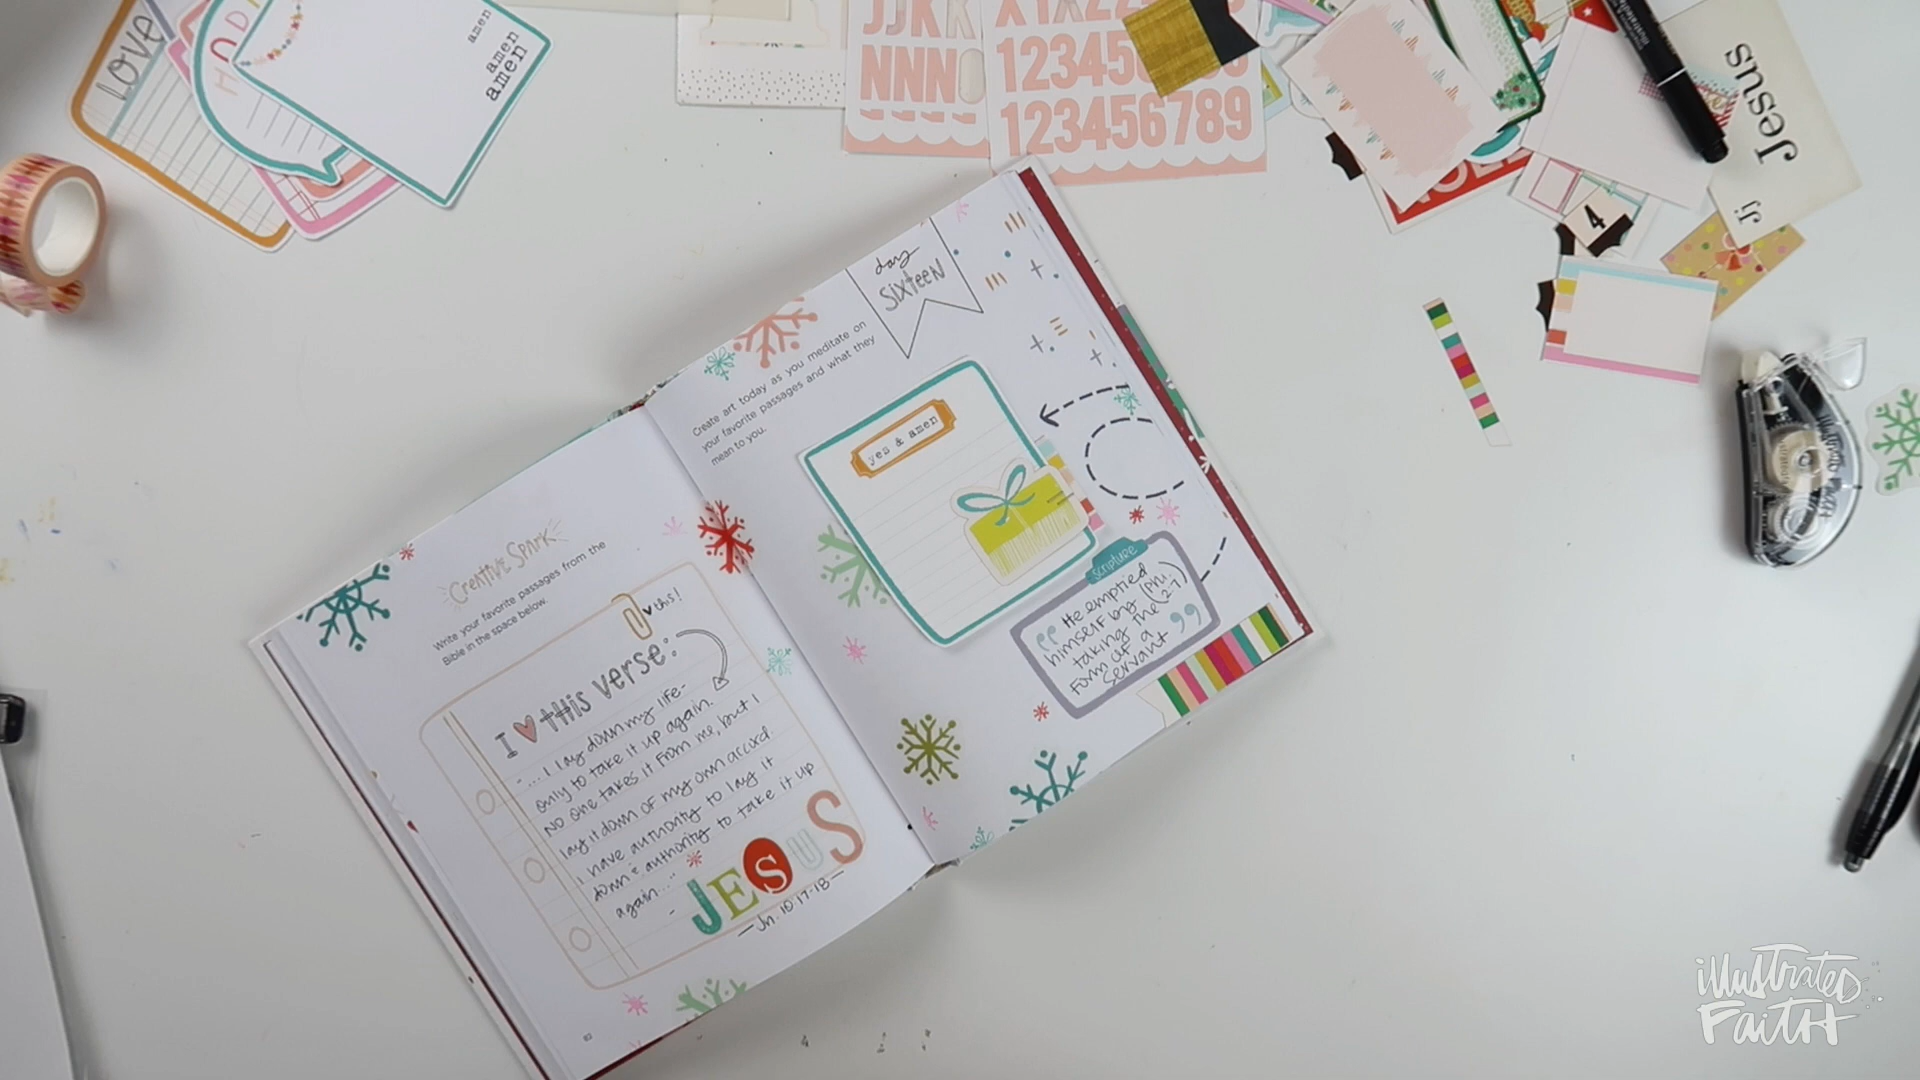 LOVE
amen
amen
amen
JJKK
NNN
123456789
Jesus
Jj
4
day
sixteen
Create art today as you meditate on
your favorite passages and what they
mean to you.
yes & amen
scripture
"He emptied
himself by (Phi.
taking the 2:7)
form of a
servant"
Creative Spark
Write your favorite passages from the
Bible in the space below.
♥ this!
I ♥ this verse:
"...I lay down my life-
only to take it up again.
No one takes it from me, but I
lay it down of my own accord.
I have authority to lay it
down & authority to take it up
again..."
- JESUS
— Jn. 10:17-18 —
82
illustrated
Faith